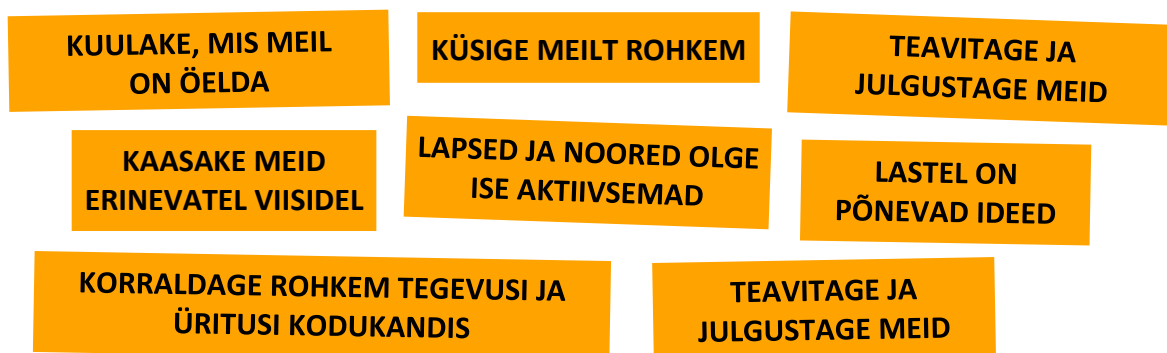 KUULAKE, MIS MEIL
ON ÖELDA
KÜSIGE MEILT ROHKEM
TEAVITAGE JA
JULGUSTAGE MEID
KAASAKE MEID
ERINEVATEL VIISIDEL
LAPSED JA NOORED OLGE
ISE AKTIIVSEMAD
LASTEL ON
PÕNEVAD IDEED
KORRALDAGE ROHKEM TEGEVUSI JA
ÜRITUSI KODUKANDIS
TEAVITAGE JA
JULGUSTAGE MEID